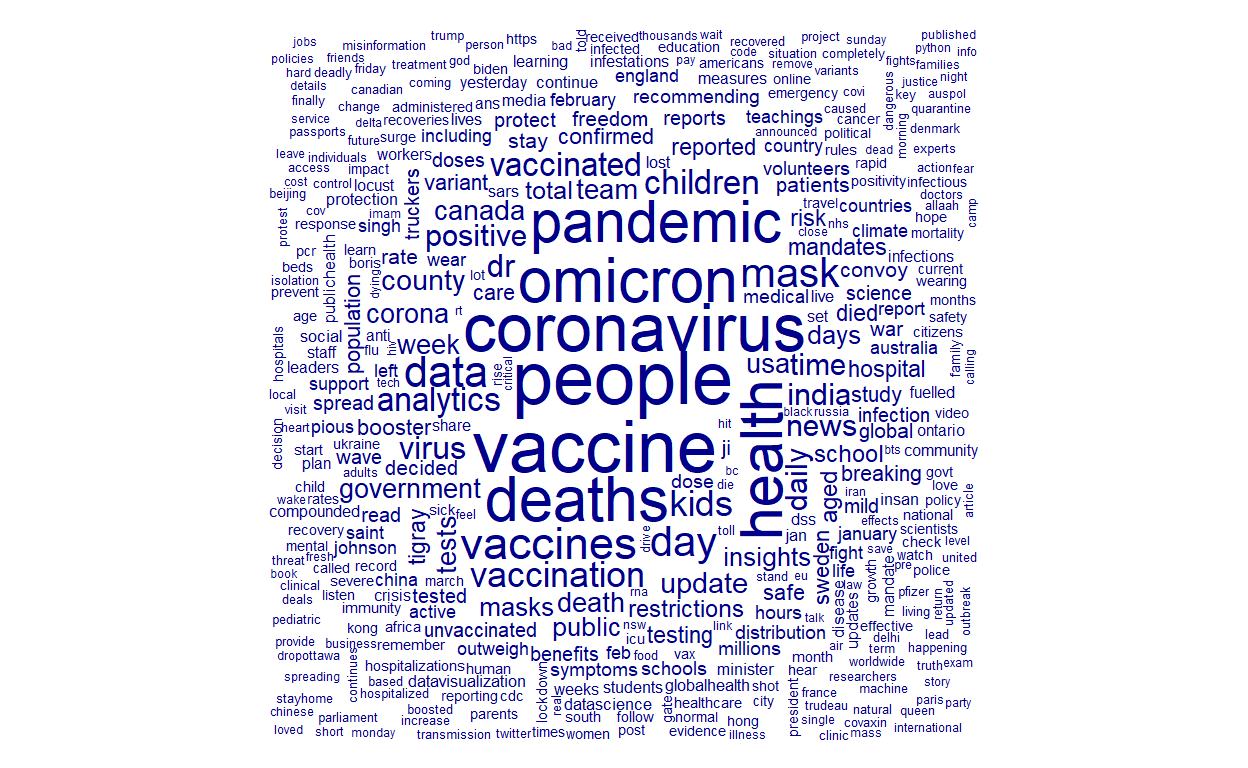 jobs misinformation trump person https bad told received thousands wait recovered project sunday published
policies friends treatment god biden learning infected education code situation completely python info
hard deadly friday yesterday coming continue infestations pay americans remove variants fights families
details canadian england measures online justice night
finally change administered ans media february recommending emergency covi key auspol
service delta recoveries lives protect freedom reports teachings caused cancer dangerous quarantine
passports future surge including stay confirmed announced political morning denmark
leave individuals workers doses vaccinated lost reported country rules dead experts
access impact volunteers rapid action fear
cost control locust truckers variant sars total team children patients positivity infectious
beijing protection doctors
cov imam canada pandemic risk travel countries allaah
protest response singh nhs hope camp
positive close climate mortality
pcr publichealth learn boris rate wear dr omicron mask mandates infections
beds dying lot convoy current
isolation population county care medical live science wearing
prevent months
age corona rt coronavirus set died report safety
social anti days war citizens
hospitals staff flu hiv week australia family
leaders left data rise critical people usa time hospital calling
local support tech
visit spread analytics health india study fuelled
heart pious booster share hit black russia infection video
decision start ukraine virus vaccine ji news global ontario
plan wave adults school bts community
child decided bc daily breaking govt
wake rates government deaths kids dose die aged iran love article
compounded mild insan policy
recovery read saint tigray tests sick feel toll dss effects national
mental johnson vaccines drive day jan january scientists
threat fresh called record insights sweden fight save check level
book watch united
clinical severe china march vaccination rna update stand eu safe life pre police
deals listen crisis tested law growth mandate pfizer
pediatric immunity active masks death restrictions hours disease living return updated outbreak
kong africa unvaccinated public nsw testing link talk updates effective
provide business remember icu distribution delhi lead
drop ottawa outweigh benefits feb food vax millions air term happening
continues hospitalizations human symptoms schools minister month worldwide truth exam
spreading based datavisualization hear researchers
stayhome hospitalized reporting cdc lockdown weeks students globalhealth shot france machine story
chinese boosted real datascience gates healthcare city president trudeau natural paris party
parliament increase parents south follow normal hong single covaxin queen
loved short monday transmission twitter times women post evidence illness clinic mass international